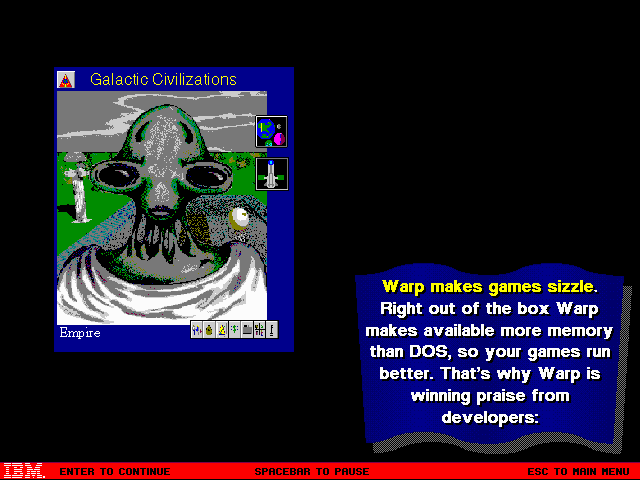 Galactic Civilizations
Empire
Warp makes games sizzle.
Right out of the box Warp
makes available more memory
than DOS, so your games run
better. That's why Warp is
winning praise from
developers:
IBM. ENTER TO CONTINUE SPACEBAR TO PAUSE ESC TO MAIN MENU